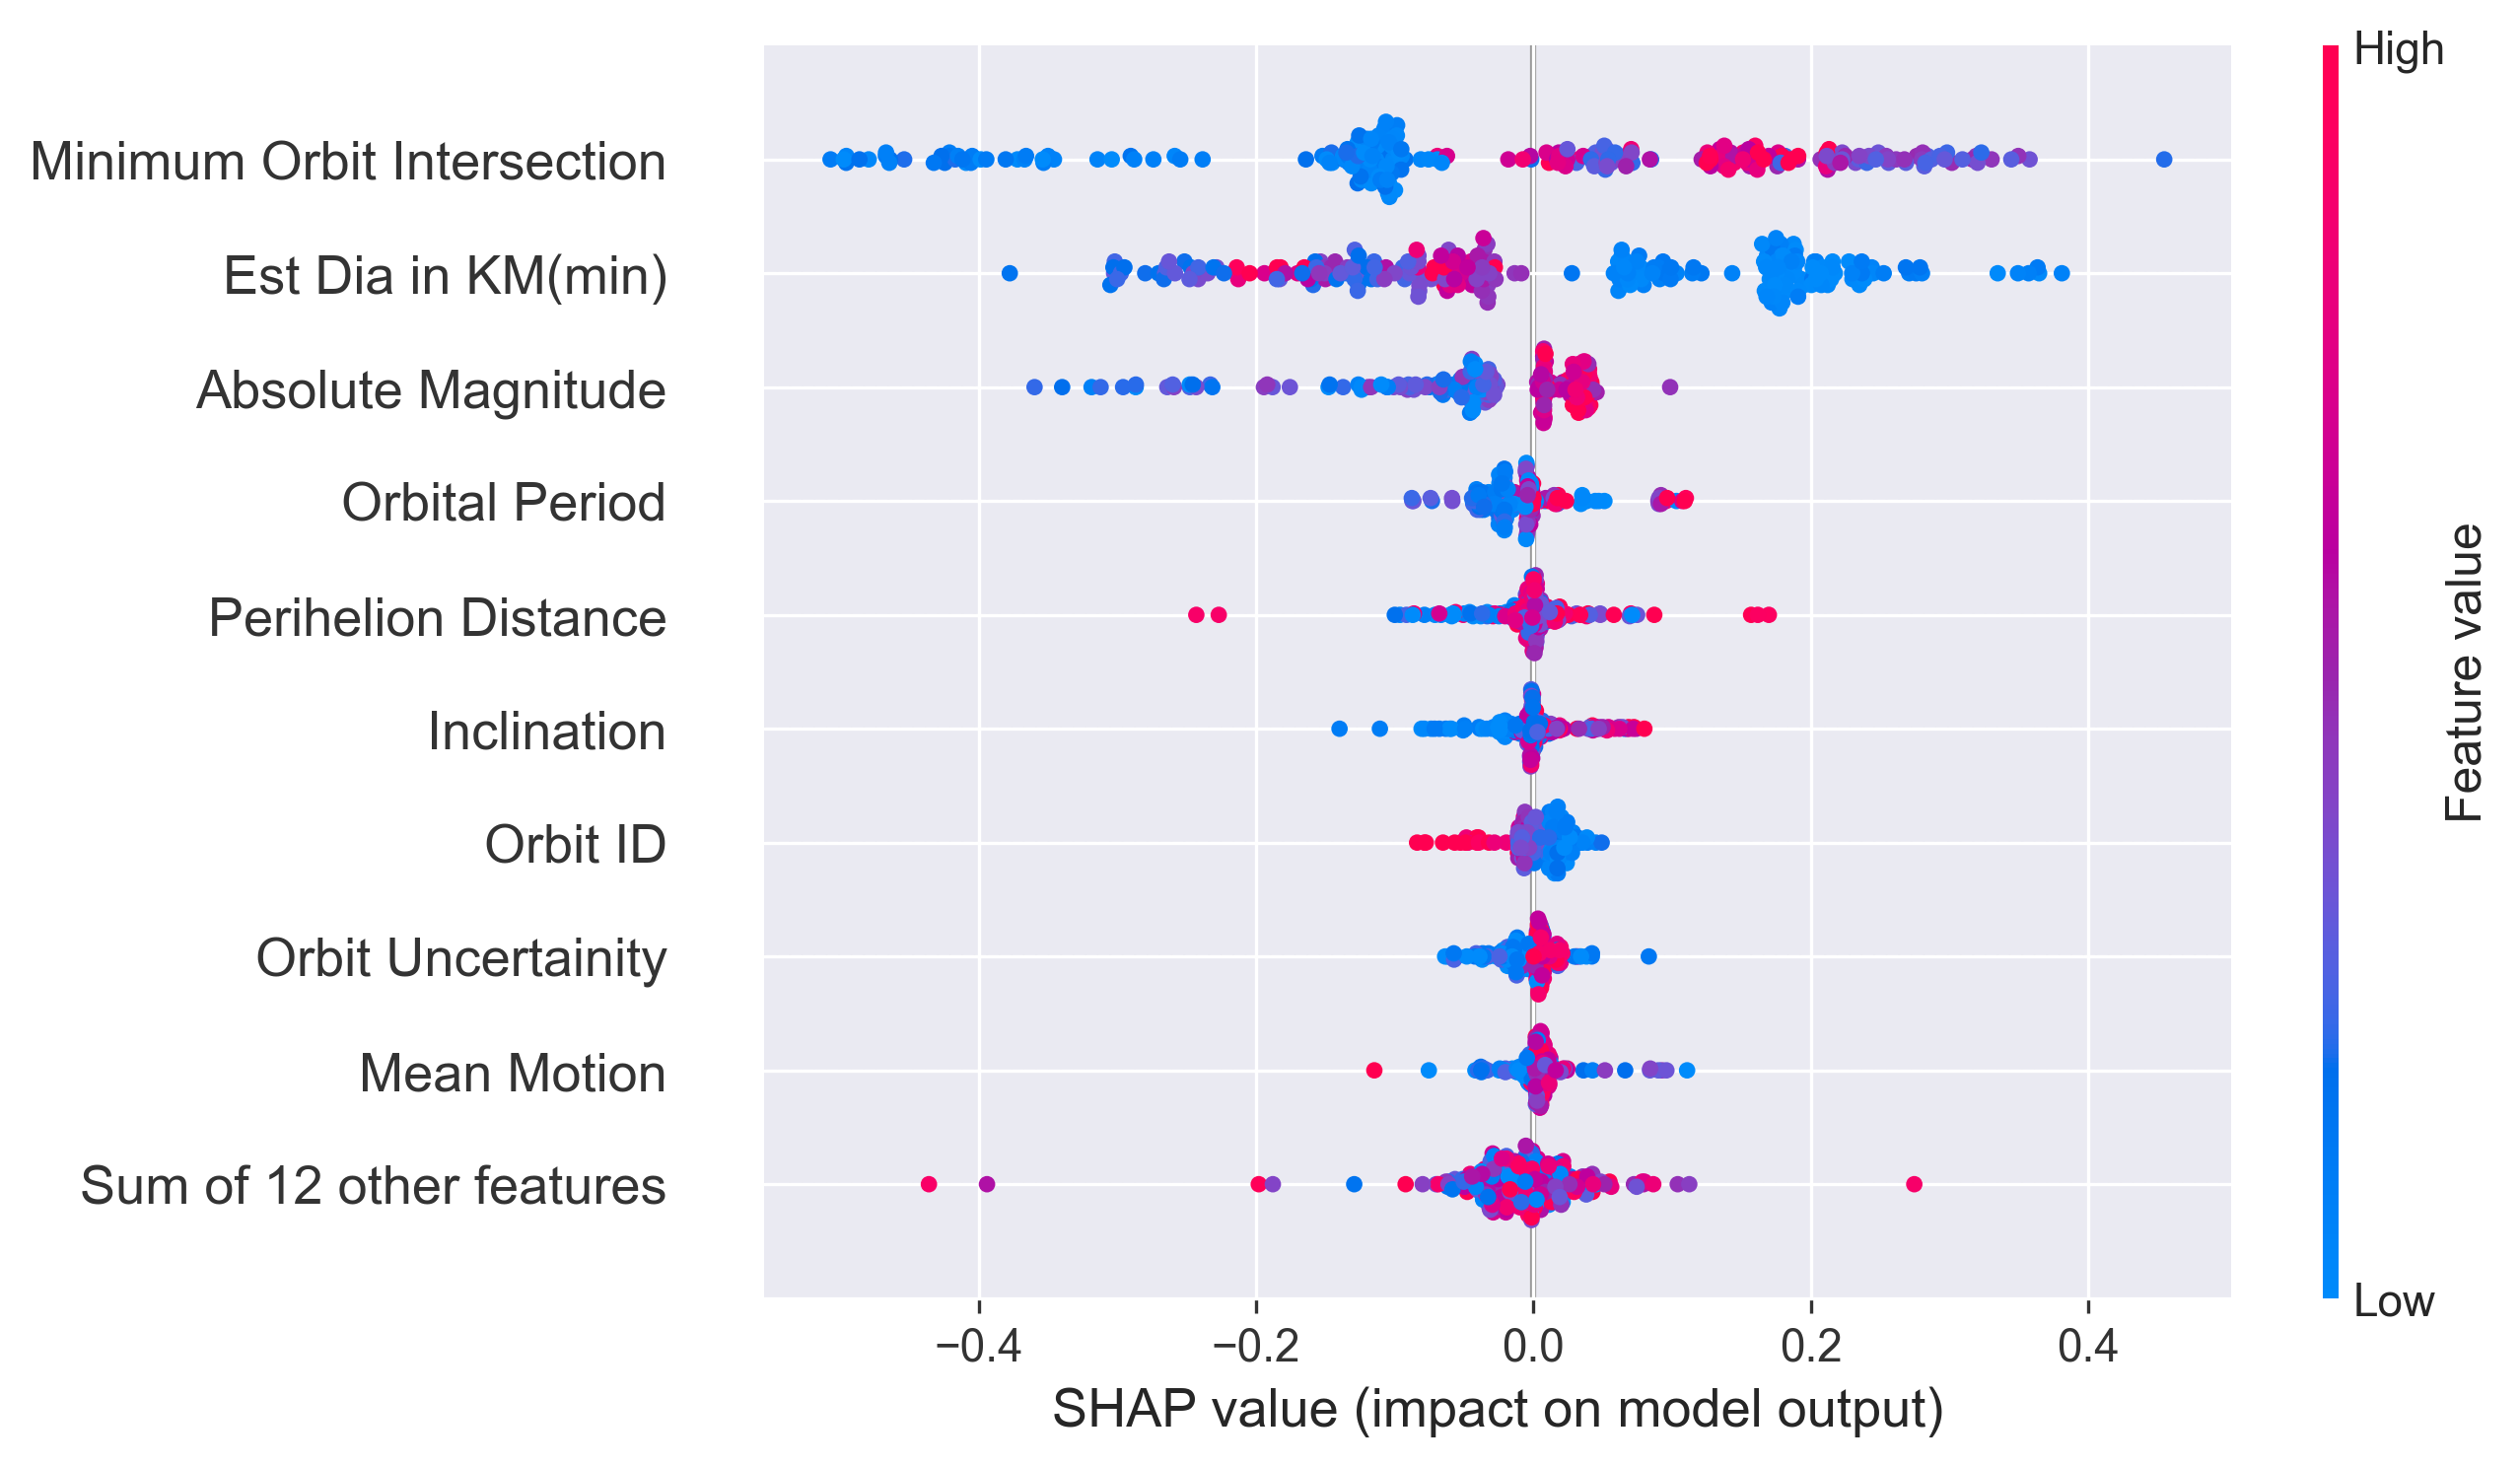 High
Minimum Orbit Intersection
Est Dia in KM(min)
Absolute Magnitude
Orbital Period
Perihelion Distance
Inclination
Orbit ID
Orbit Uncertainity
Mean Motion
Sum of 12 other features
Feature value
Low
−0.4 −0.2 0.0 0.2 0.4
SHAP value (impact on model output)